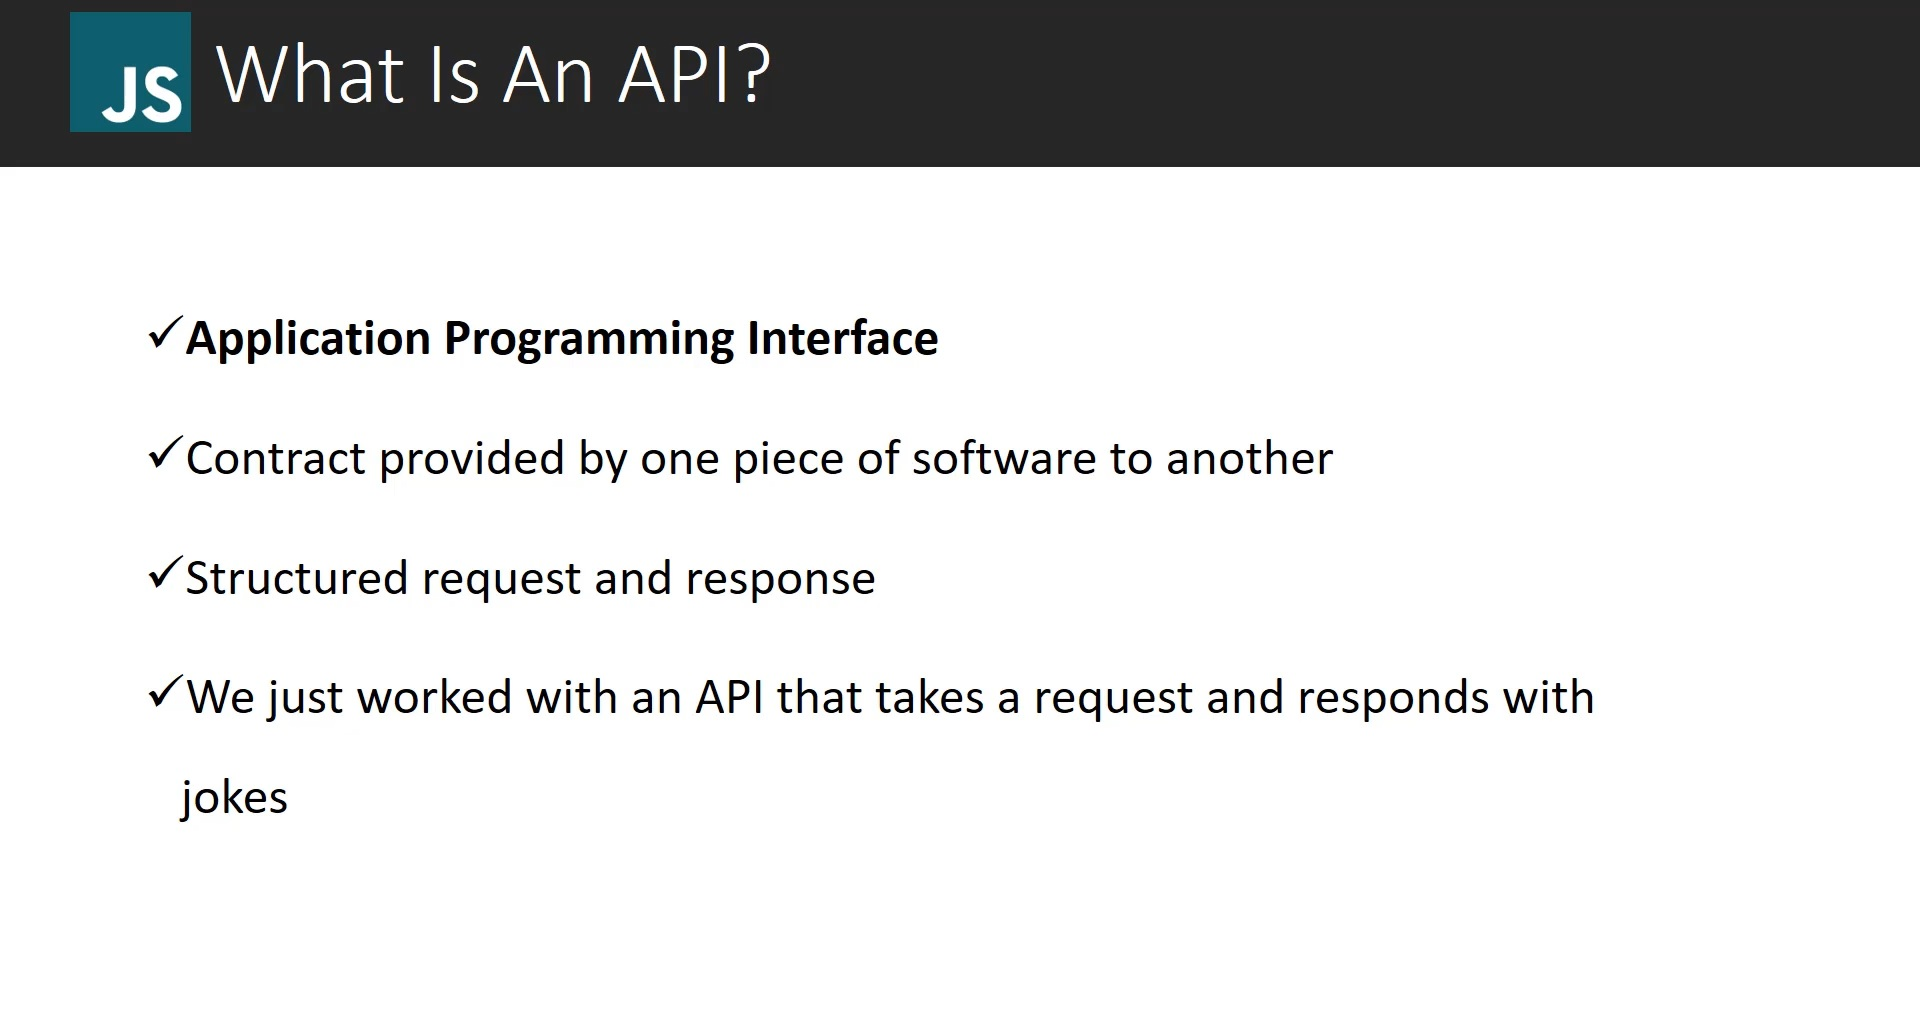 JS
What Is An API?
✓Application Programming Interface
✓Contract provided by one piece of software to another
✓Structured request and response
✓We just worked with an API that takes a request and responds with
jokes